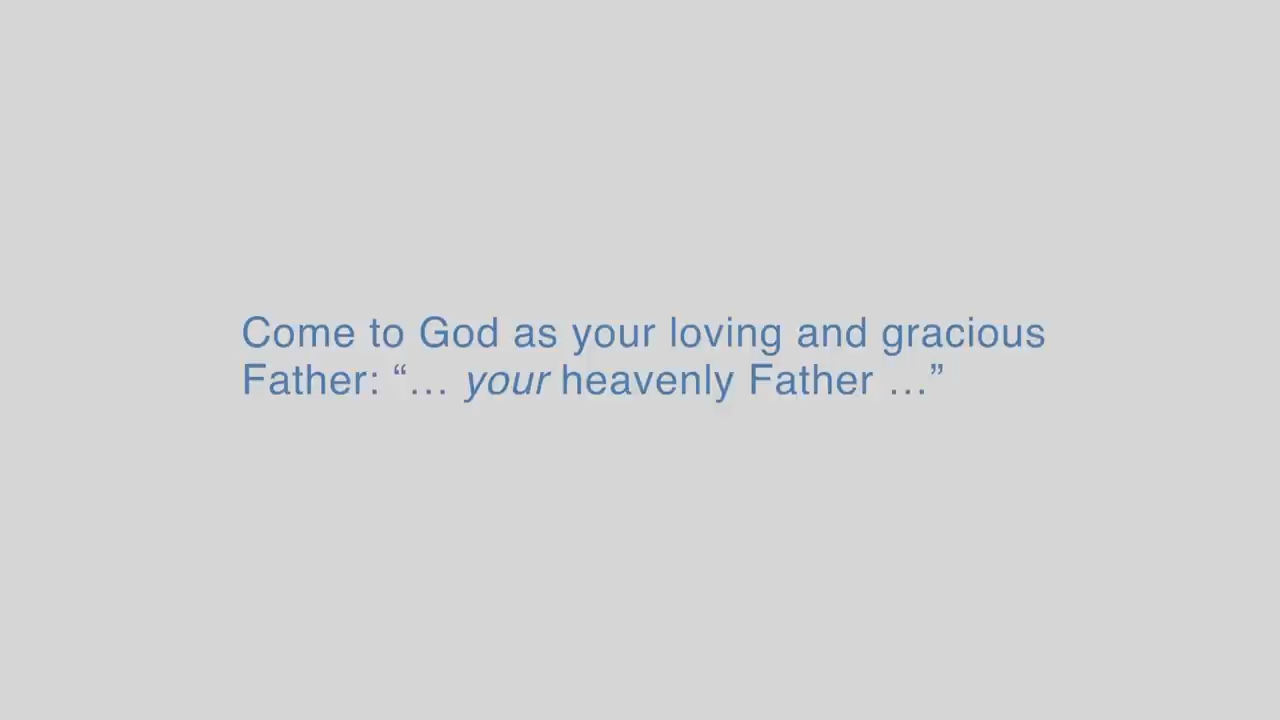 Come to God as your loving and gracious
Father: “… your heavenly Father …”